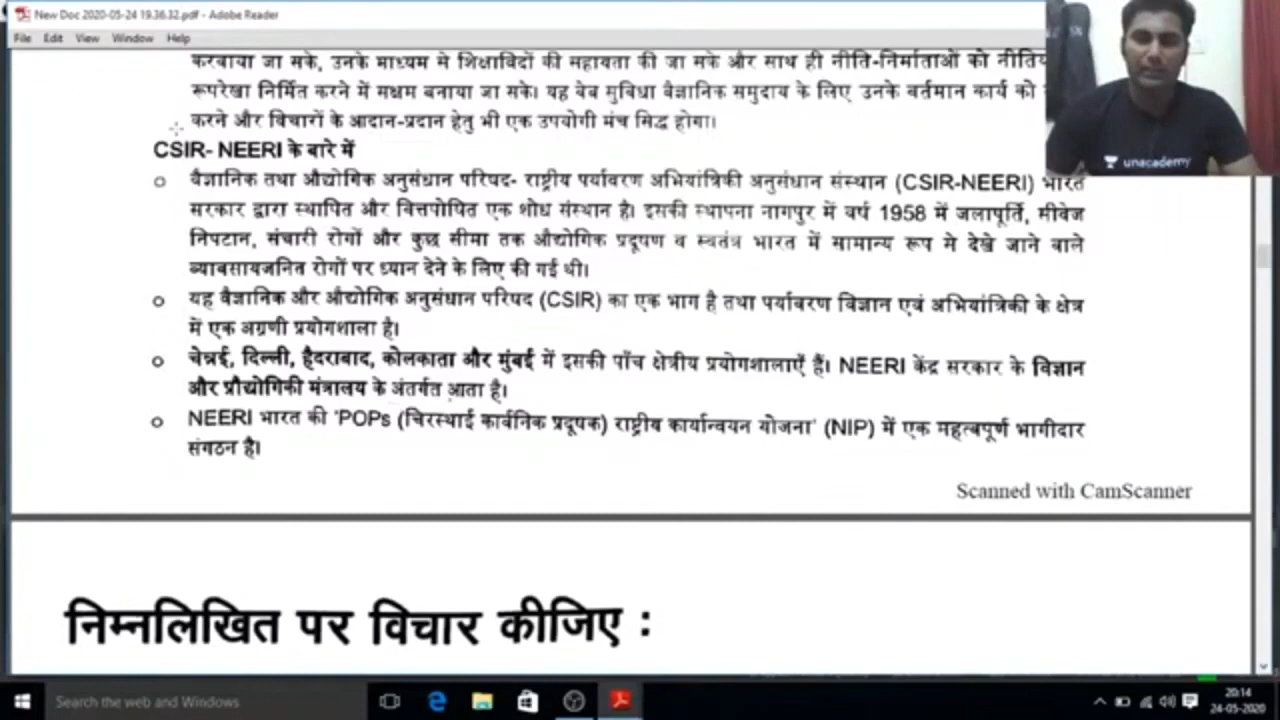 New Doc 2020-05-24 19.36.32.pdf - Adobe Reader
File Edit View Window Help
करवाया जा सके, उनके माध्यम से शिक्षाविदों की सहायता की जा सके और साथ ही नीति-निर्माताओं को
रूपरेखा निर्मित करने में सक्षम बनाया जा सके। यह वेब सुविधा वैज्ञानिक समुदाय के लिए उनके वर्तमान कार्य को
करने और विचारों के आदान-प्रदान हेतु भी एक उपयोगी मंच सिद्ध होगा।
CSIR- NEERI के बारे में
unacademy
o वैज्ञानिक तथा औद्योगिक अनुसंधान परिषद- राष्ट्रीय पर्यावरण अभियांत्रिकी अनुसंधान संस्थान (CSIR-NEERI) भारत
सरकार द्वारा स्थापित और वित्तपोषित एक शोध संस्थान है। इसकी स्थापना नागपुर में वर्ष 1958 में जलापूर्ति, सीवेज
निपटान, संचारी रोगों और कुछ सीमा तक औद्योगिक प्रदूषण व स्वतंत्र भारत में सामान्य रूप से देखे जाने वाले
व्यावसायजनित रोगों पर ध्यान देने के लिए की गई थी।
o यह वैज्ञानिक और औद्योगिक अनुसंधान परिषद (CSIR) का एक भाग है तथा पर्यावरण विज्ञान एवं अभियांत्रिकी के क्षेत्र
में एक अग्रणी प्रयोगशाला है।
o चेन्नई, दिल्ली, हैदराबाद, कोलकाता और मुंबई में इसकी पाँच क्षेत्रीय प्रयोगशालाएँ हैं। NEERI केंद्र सरकार के विज्ञान
और प्रौद्योगिकी मंत्रालय के अंतर्गत आता है।
o NEERI भारत की 'POPs (चिरस्थाई कार्बनिक प्रदूषक) राष्ट्रीय कार्यान्वयन योजना' (NIP) में एक महत्वपूर्ण भागीदार
संगठन है।
Scanned with CamScanner
निम्नलिखित पर विचार कीजिए :
Search the web and Windows
20:14
24-05-2020